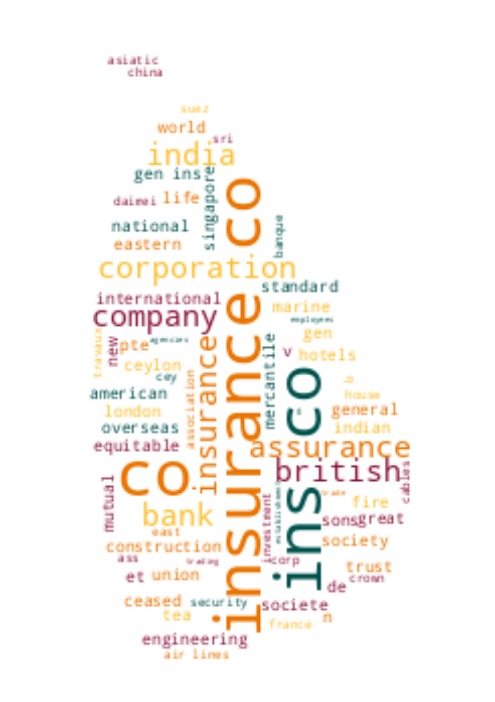 asiatic
china
suez
world
sri
india
gen ins
singapore
daimei
life
insurance co
national
banque
eastern
corporation
standard
international
marine
company
employees
travaux
new
pte
agencies
mercantile
gen
v
hotels
ceylon
cey
insurance
association
ins co
american
house
london
general
overseas
indian
equitable
assurance
co
british
cables
mutual
bank
investment
establishment
trade
fire
sons
great
east
construction
society
ass
trading
corp
et
union
trust
crown
de
ceased
security
societe
tea
n
france
engineering
air lines